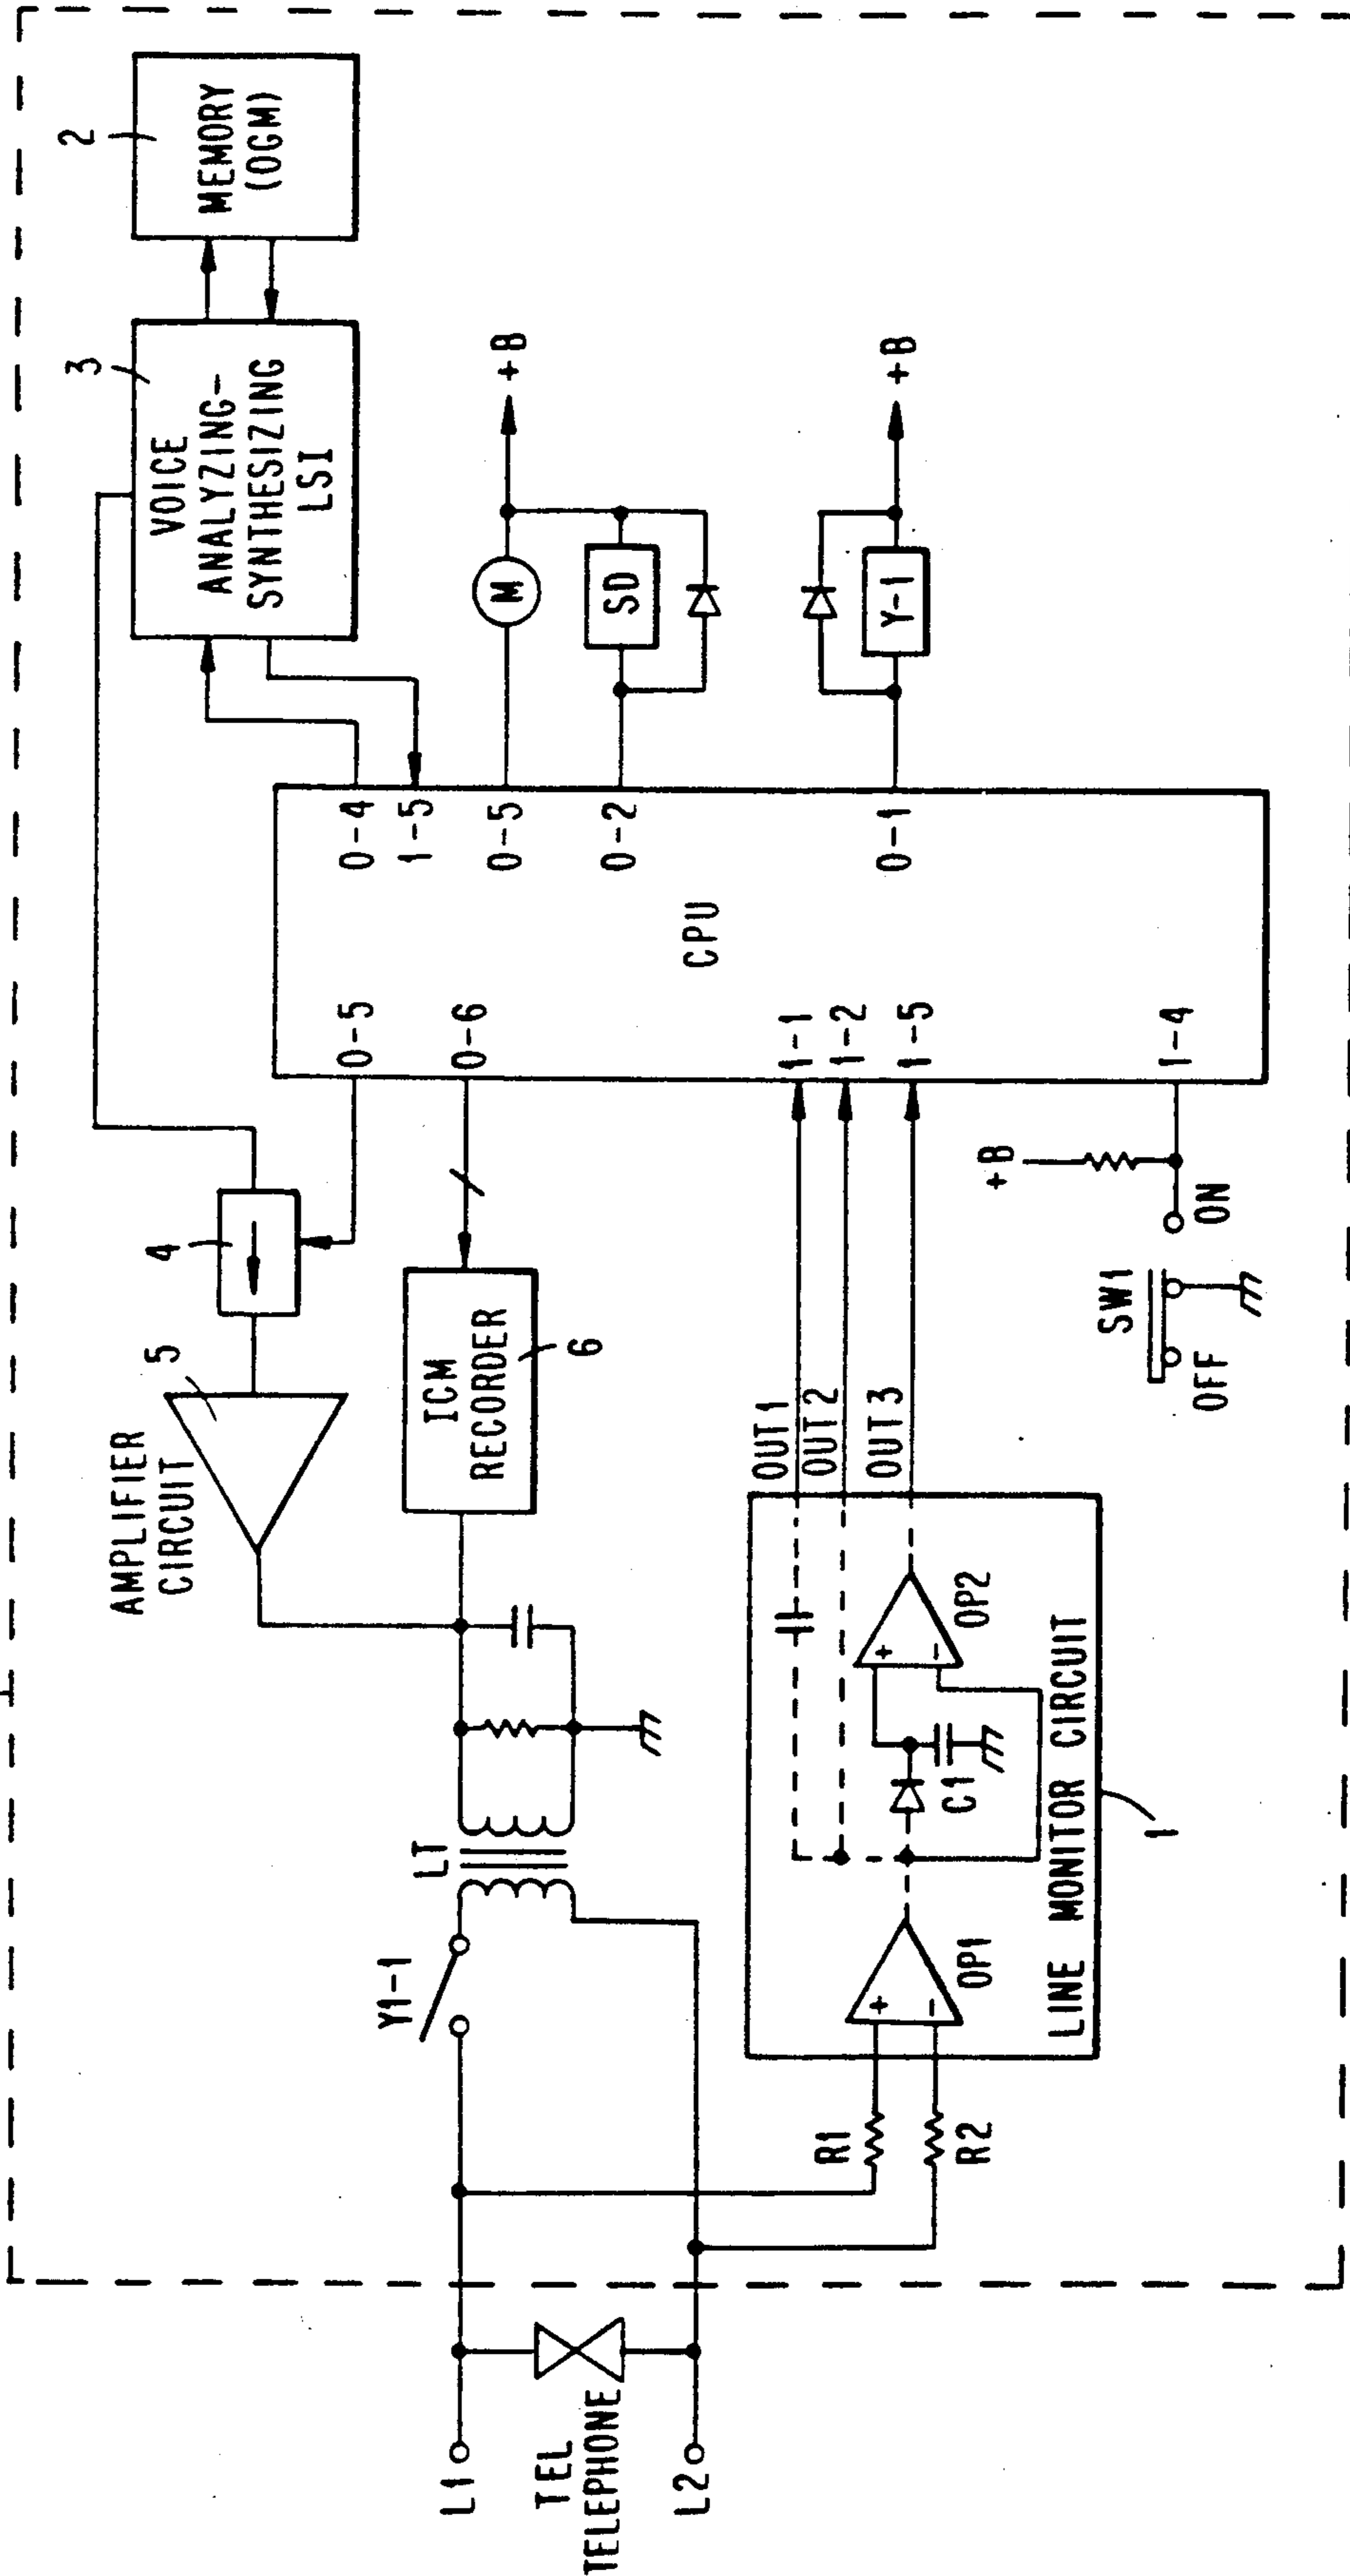 2
MEMORY
(OGM)
3
VOICE
ANALYZING-
SYNTHESIZING
LSI
4
5
AMPLIFIER
CIRCUIT
ICM
RECORDER
6
0-5
0-6
1-1
1-2
1-5
1-4
CPU
0-4
1-5
0-5
0-2
0-1
M
+B
SD
Y-1
+B
L1
TEL
TELEPHONE
L2
Y1-1
LT
R1
R2
+
-
OP1
C1
+
-
OP2
OUT1
OUT2
OUT3
LINE MONITOR CIRCUIT
1
+B
SW1
OFF
ON